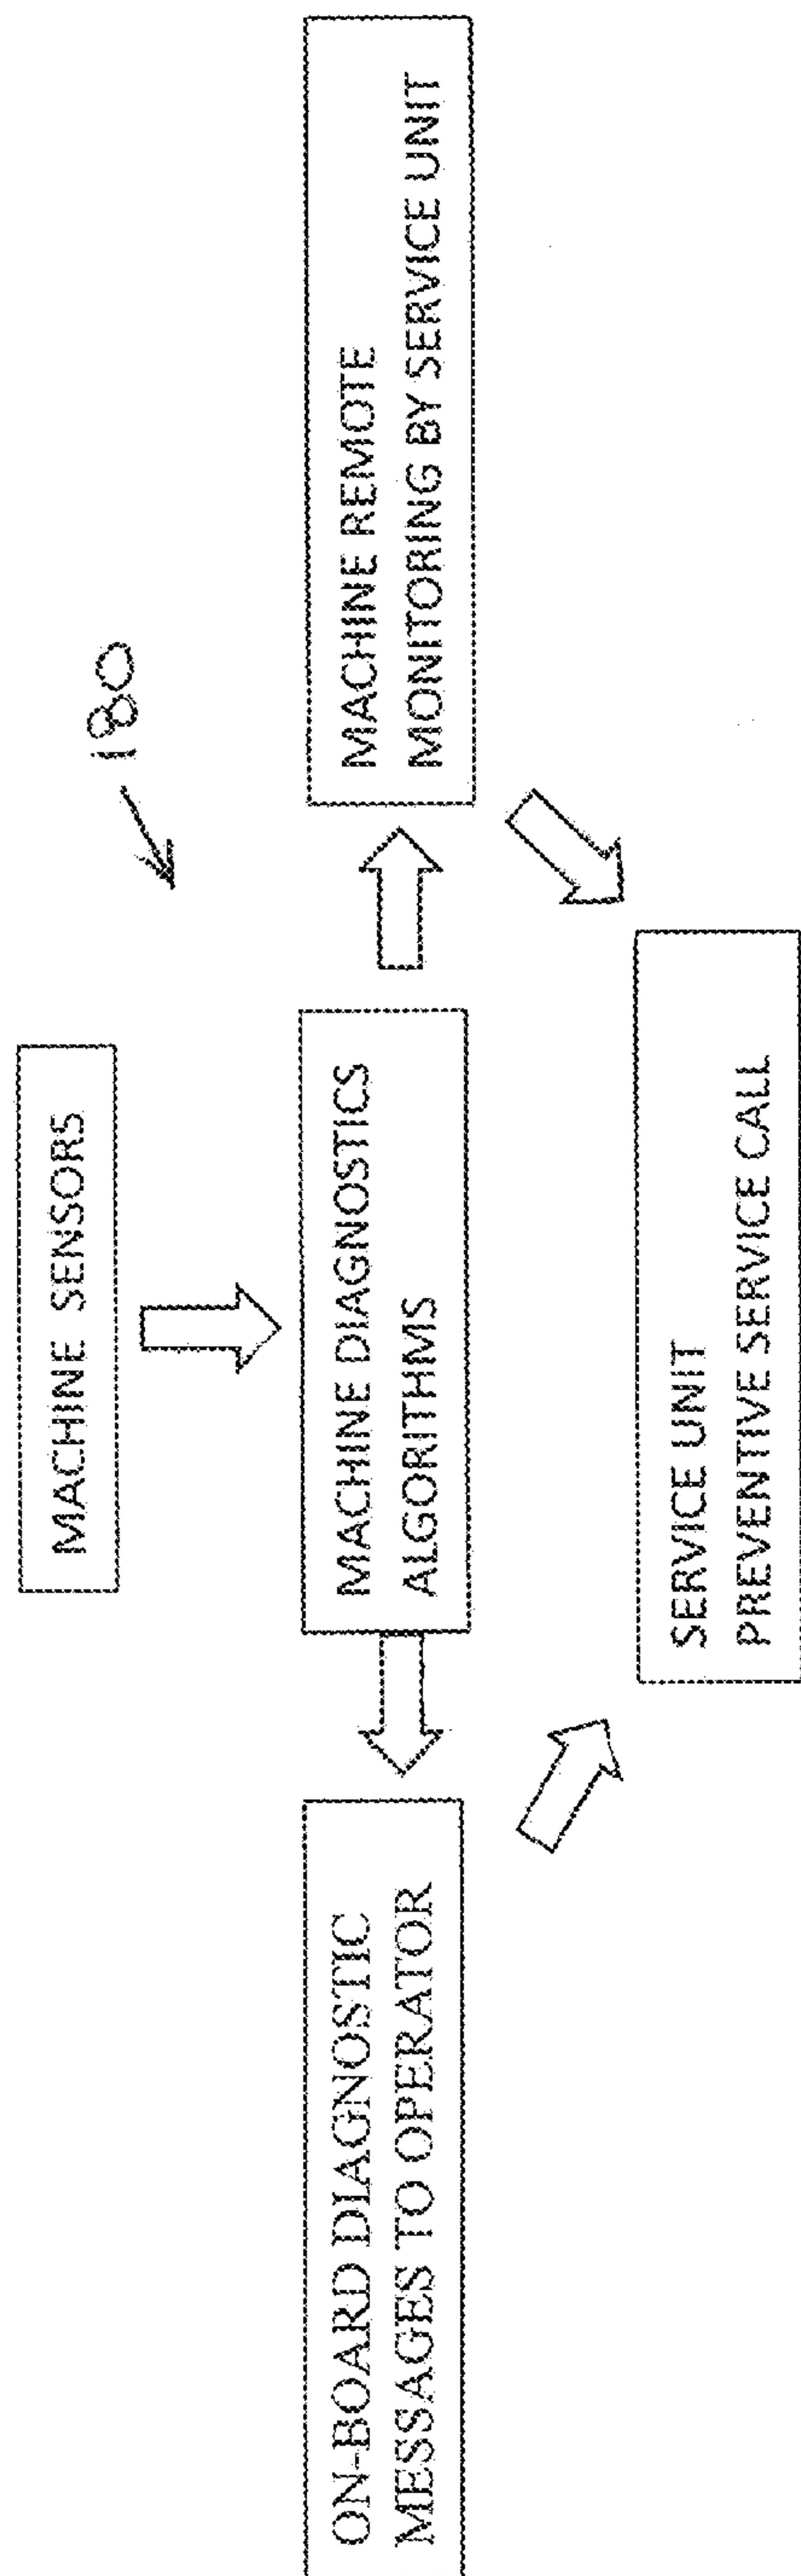 180
MACHINE SENSORS
ON-BOARD DIAGNOSTIC
MESSAGES TO OPERATOR
MACHINE DIAGNOSTICS
ALGORITHMS
MACHINE REMOTE
MONITORING BY SERVICE UNIT
SERVICE UNIT
PREVENTIVE SERVICE CALL